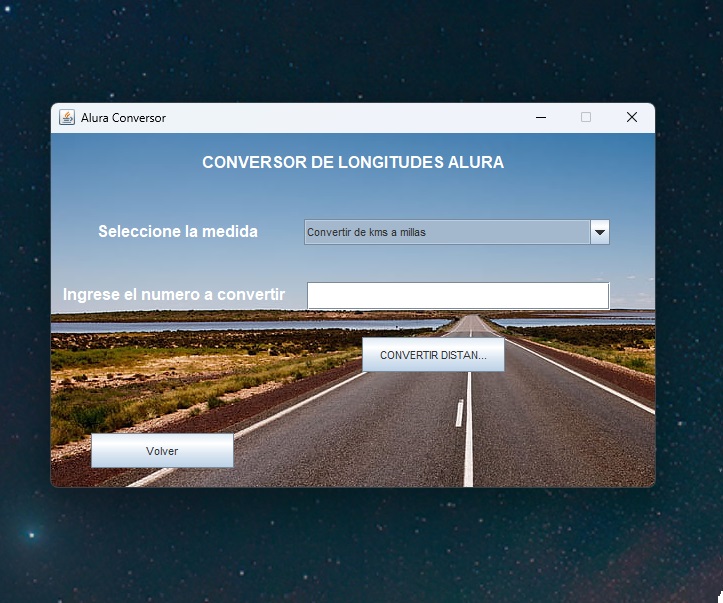 Alura Conversor
CONVERSOR DE LONGITUDES ALURA
Seleccione la medida
Convertir de kms a millas
Ingrese el numero a convertir
CONVERTIR DISTAN...
Volver